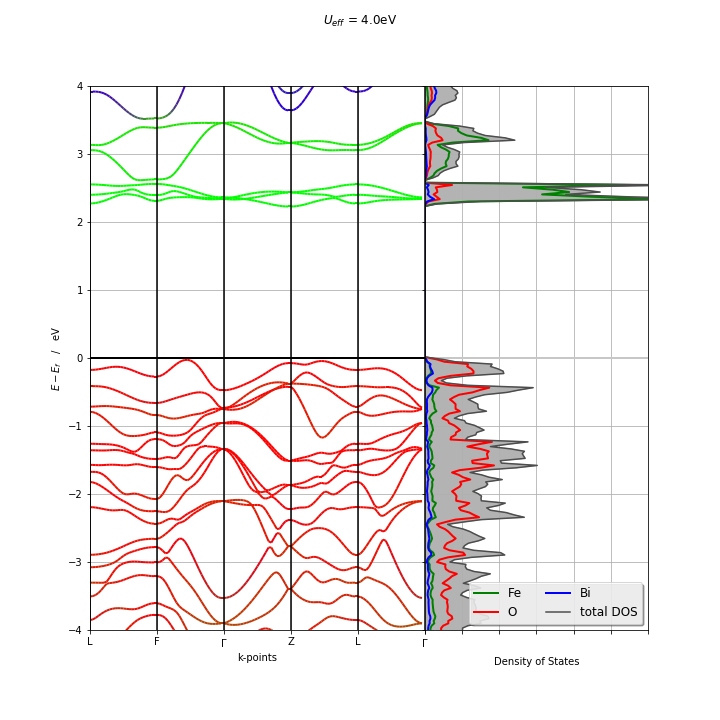 U_eff = 4.0eV
4
3
2
1
0
−1
−2
−3
−4
E − E_f / eV
L F Γ Z L Γ
k-points
Density of States
Fe Bi
O total DOS